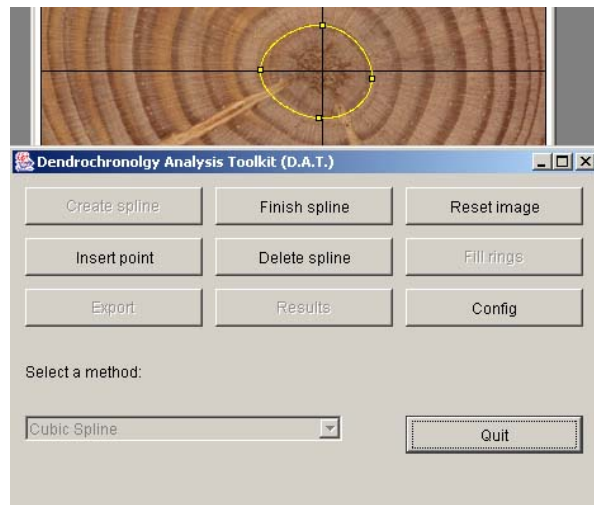 Dendrochronolgy Analysis Toolkit (D.A.T.)
Create spline Finish spline Reset image
Insert point Delete spline Fill rings
Export Results Config
Select a method:
Cubic Spline Quit